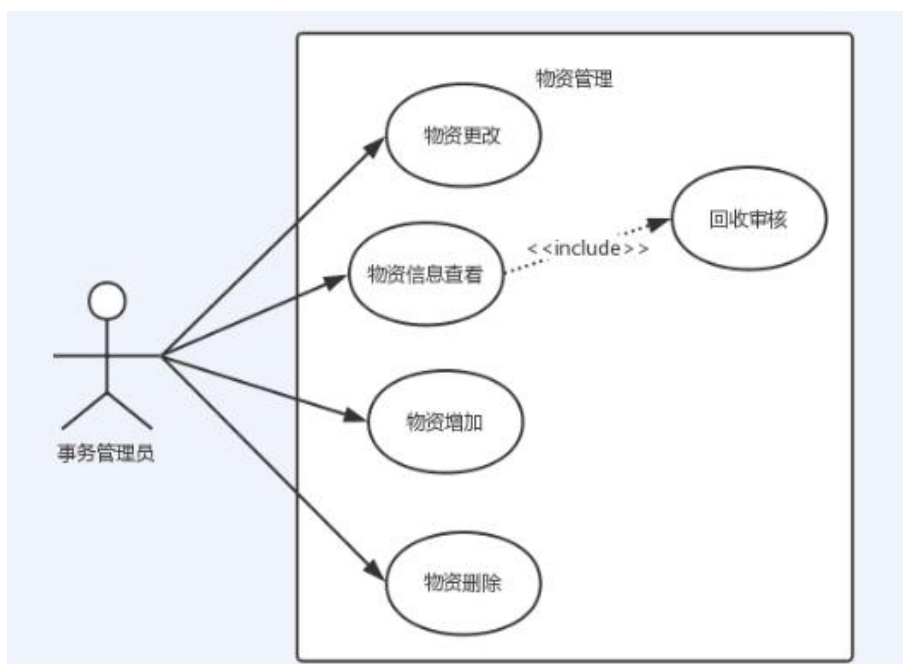 物资管理
物资更改
回收审核
<<include>>
物资信息查看
物资增加
事务管理员
物资删除